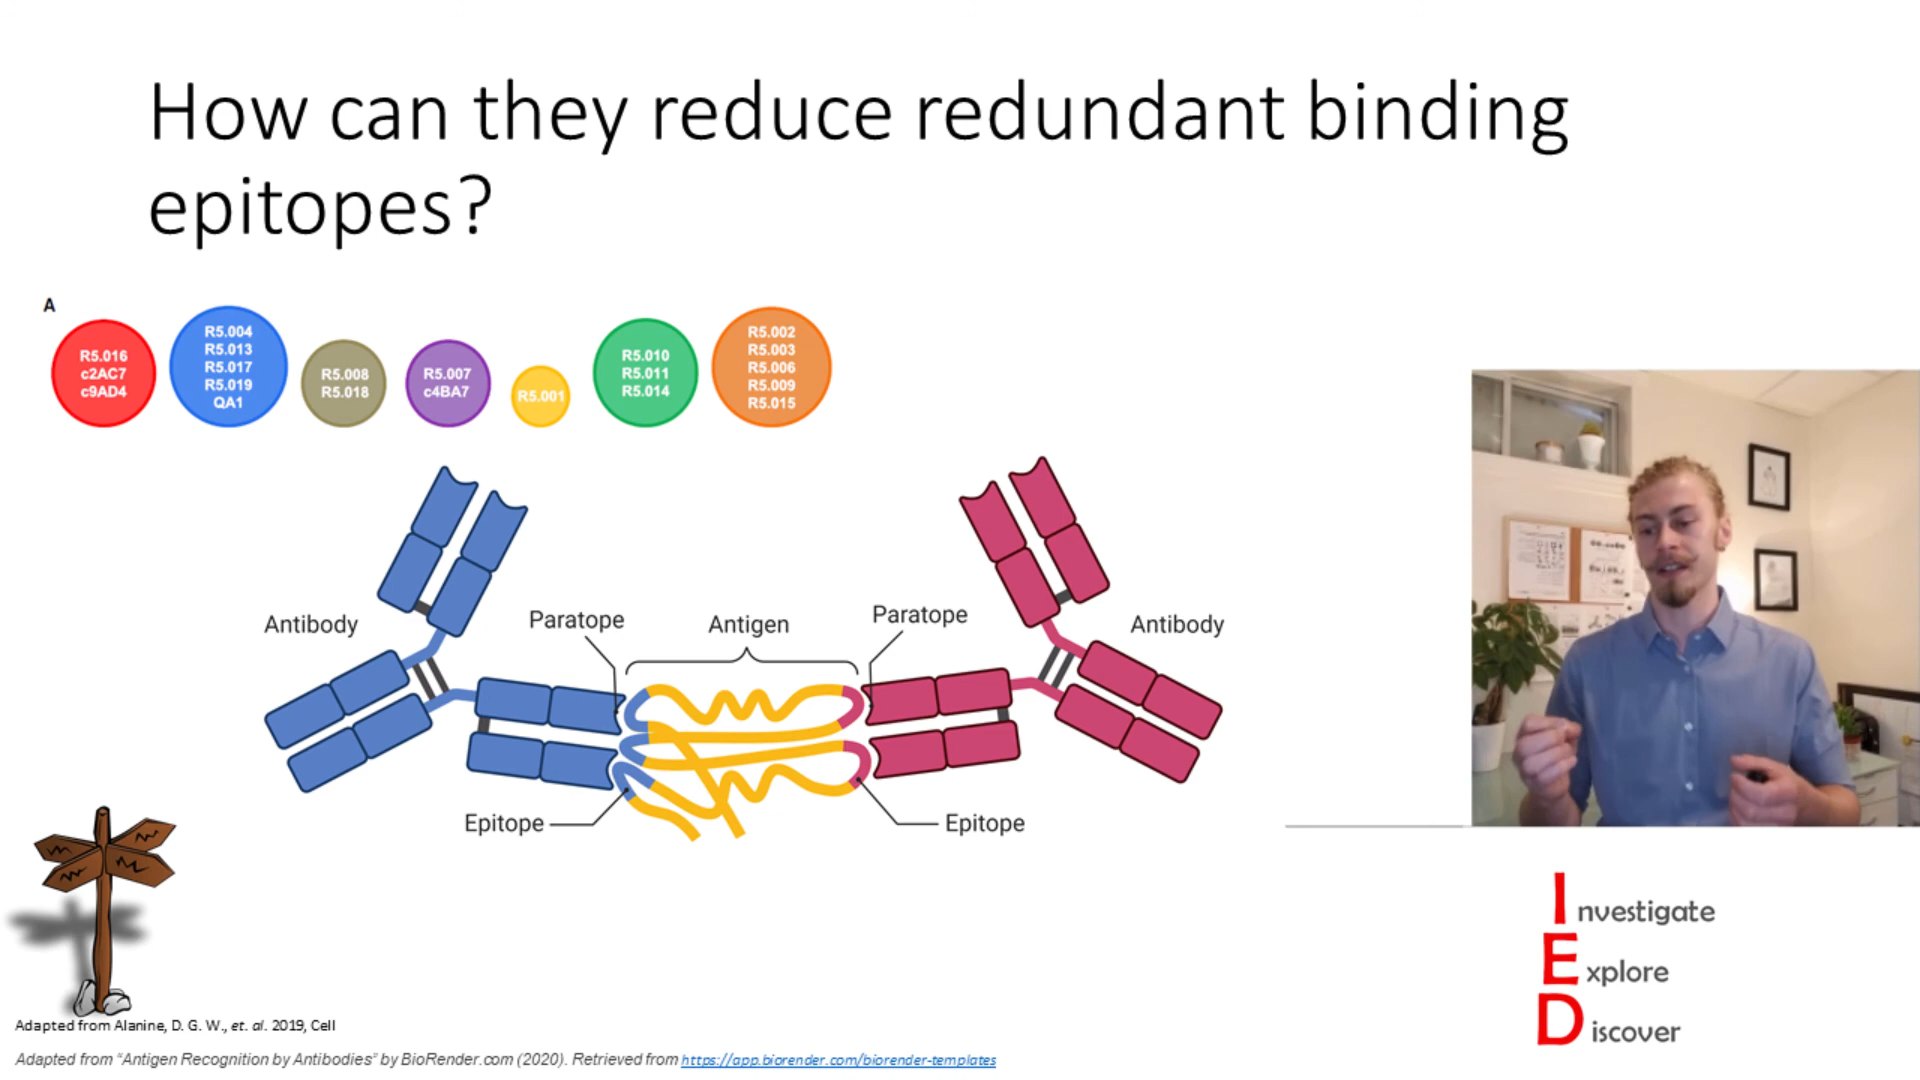 How can they reduce redundant binding
epitopes?
A
R5.016
c2AC7
c9AD4
R5.004
R5.013
R5.017
R5.019
QA1
R5.008
R5.018
R5.007
c4BA7
R5.001
R5.010
R5.011
R5.014
R5.002
R5.003
R5.006
R5.009
R5.015
Antibody
Paratope
Antigen
Paratope
Antibody
Epitope
Epitope
Investigate
Explore
Discover
Adapted from Alanine, D. G. W., et. al. 2019, Cell
Adapted from “Antigen Recognition by Antibodies” by BioRender.com (2020). Retrieved from https://app.biorender.com/biorender-templates